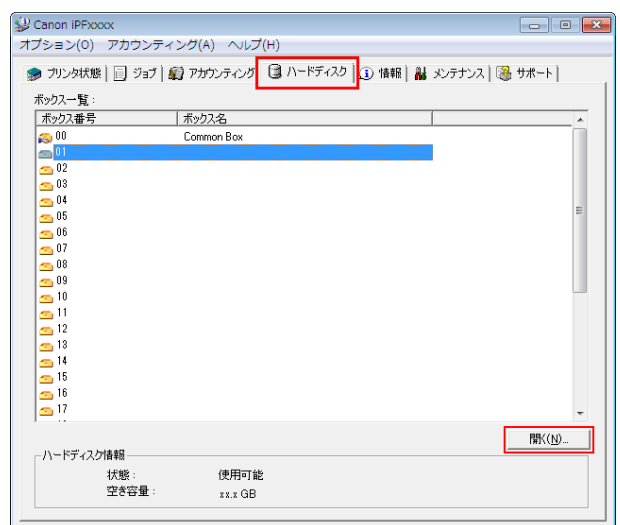 Canon iPFxxxx
オプション(O) アカウンティング(A) ヘルプ(H)
プリンタ状態 ジョブ アカウンティング ハードディスク 情報 メンテナンス サポート
ボックス一覧:
ボックス番号 ボックス名
00 Common Box
01
02
03
04
05
06
07
08
09
10
11
12
13
14
15
16
17
開く(N)...
ハードディスク情報
状態: 使用可能
空き容量: xx.x GB